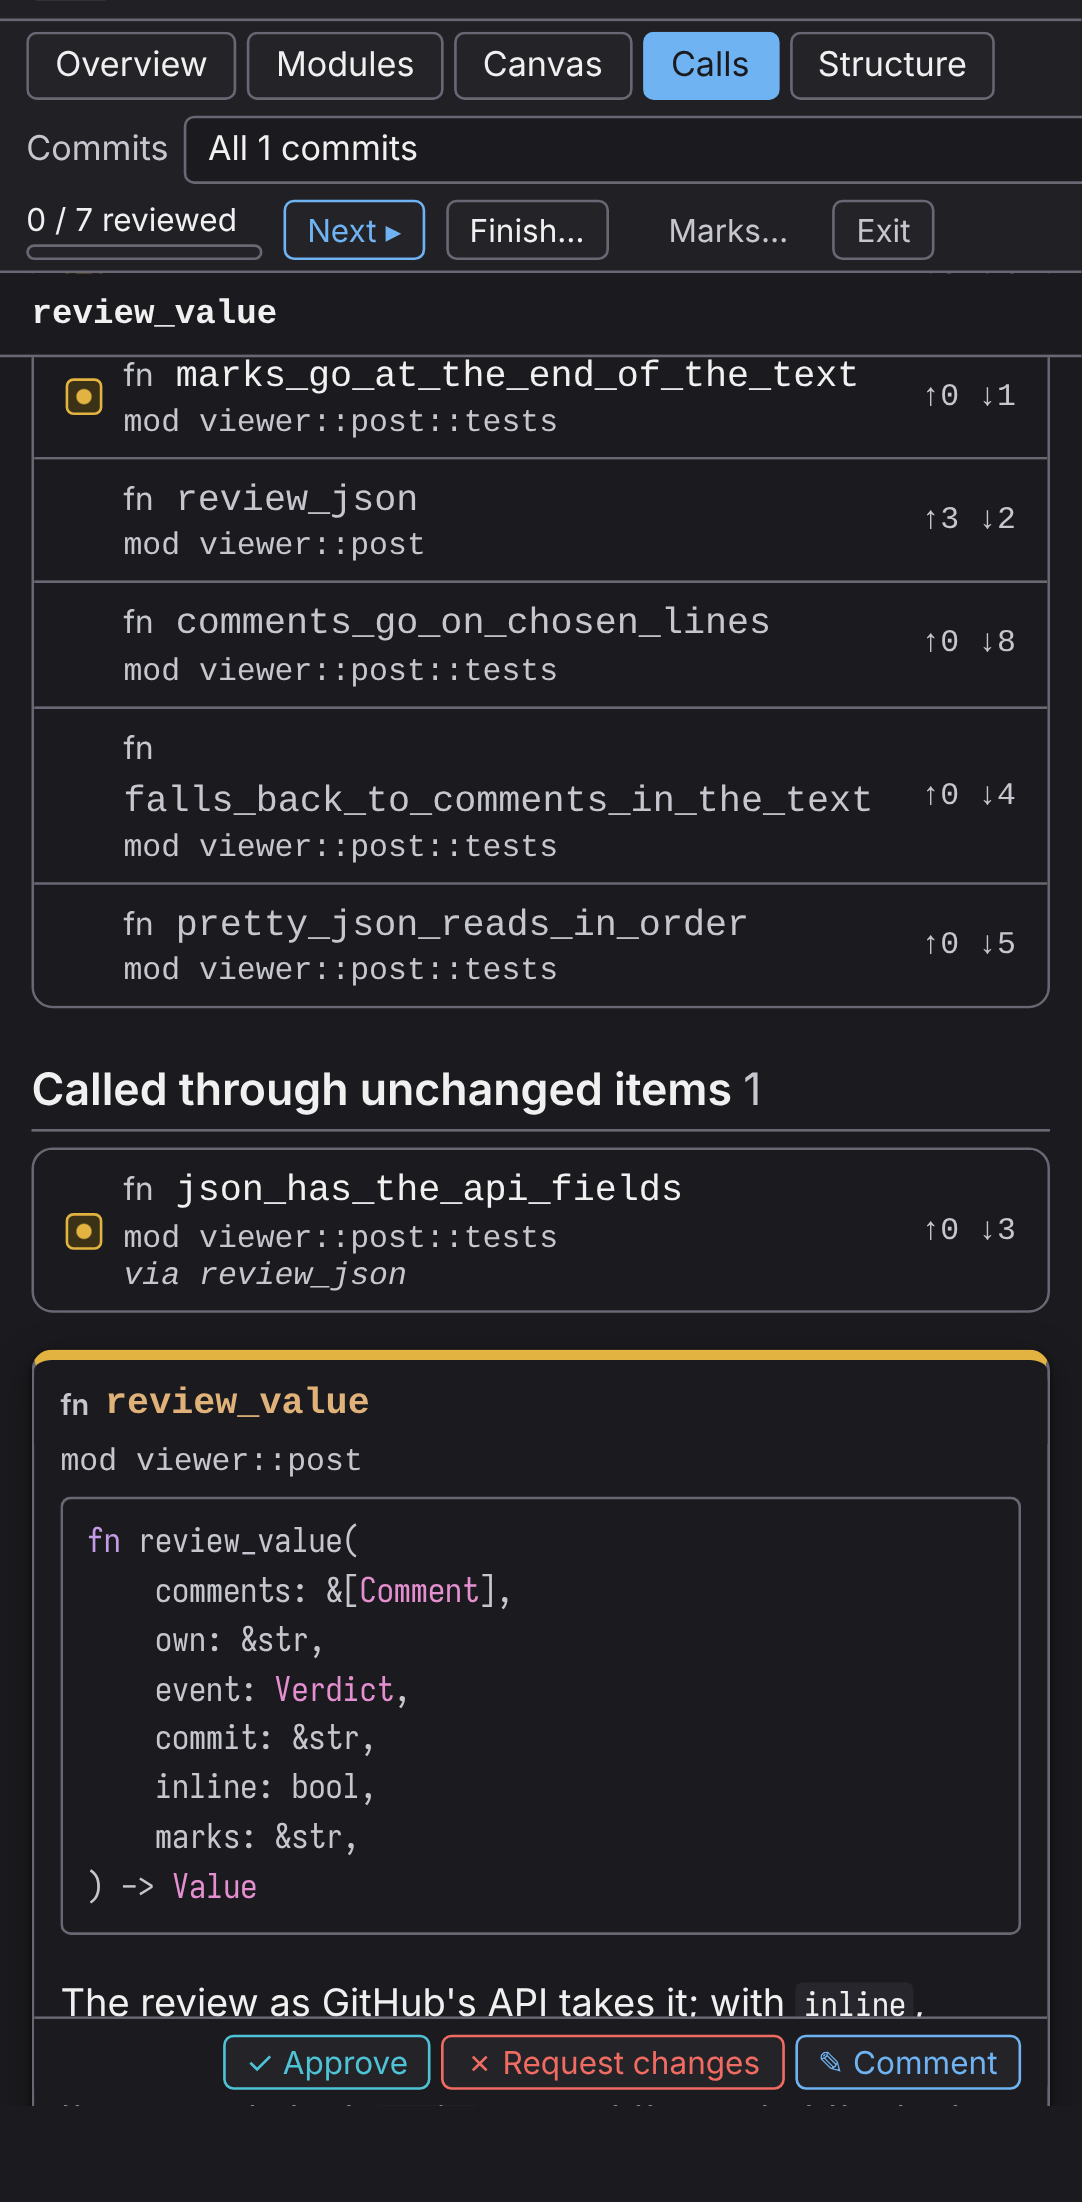 Overview Modules Canvas Calls Structure
Commits All 1 commits
0 / 7 reviewed Next ▸ Finish... Marks... Exit
review_value
fn marks_go_at_the_end_of_the_text ↑0 ↓1
mod viewer::post::tests
fn review_json ↑3 ↓2
mod viewer::post
fn comments_go_on_chosen_lines ↑0 ↓8
mod viewer::post::tests
fn
falls_back_to_comments_in_the_text ↑0 ↓4
mod viewer::post::tests
fn pretty_json_reads_in_order ↑0 ↓5
mod viewer::post::tests
Called through unchanged items 1
fn json_has_the_api_fields
mod viewer::post::tests ↑0 ↓3
via review_json
fn review_value
mod viewer::post
fn review_value(
    comments: &[Comment],
    own: &str,
    event: Verdict,
    commit: &str,
    inline: bool,
    marks: &str,
) -> Value
The review as GitHub's API takes it; with inline,
✓ Approve × Request changes ✎ Comment